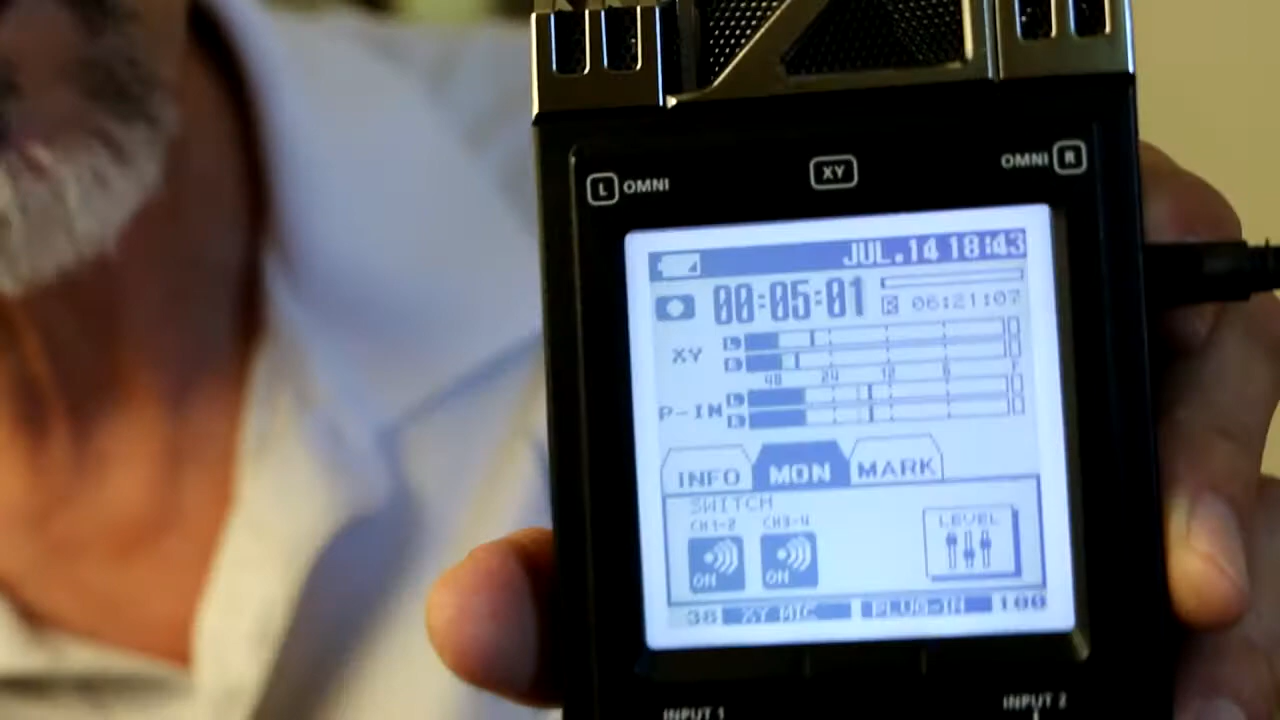 L OMNI XY OMNI R
JUL.14 18:43
00:05:01 06:21:07
XY L R
48 24 12 6
P-IN L R
INFO MON MARK
SWITCH
CH1-2 CH3-4 LEVEL
ON ON
38 XY MIC PLUG-IN 100
INPUT 1 INPUT 2